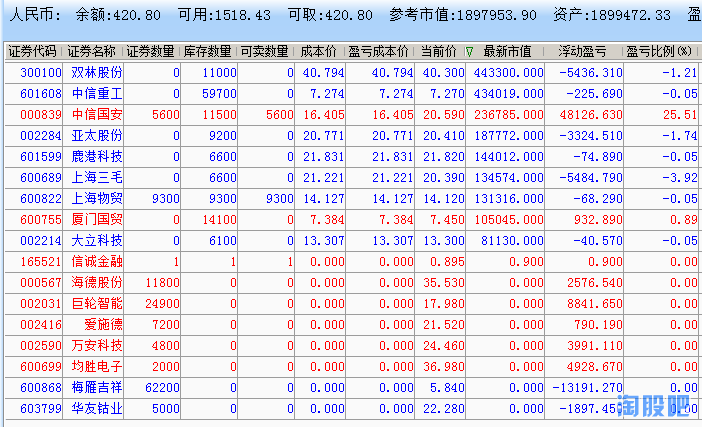 人民币: 余额:420.80 可用:1518.43 可取:420.80 参考市值:1897953.90 资产:1899472.33 盈
证券代码 证券名称 证券数量 库存数量 可卖数量 成本价 盈亏成本价 当前价 最新市值 浮动盈亏 盈亏比例(%)
300100 双林股份 0 11000 0 40.794 40.794 40.300 443300.000 -5436.310 -1.21
601608 中信重工 0 59700 0 7.274 7.274 7.270 434019.000 -225.690 -0.05
000839 中信国安 5600 11500 5600 16.405 16.405 20.590 236785.000 48126.630 25.51
002284 亚太股份 0 9200 0 20.771 20.771 20.410 187772.000 -3324.510 -1.74
601599 鹿港科技 0 6600 0 21.831 21.831 21.820 144012.000 -74.890 -0.05
600689 上海三毛 0 6600 0 21.221 21.221 20.390 134574.000 -5484.790 -3.92
600822 上海物贸 9300 9300 9300 14.127 14.127 14.120 131316.000 -68.290 -0.05
600755 厦门国贸 0 14100 0 7.384 7.384 7.450 105045.000 932.890 0.89
002214 大立科技 0 6100 0 13.307 13.307 13.300 81130.000 -40.570 -0.05
165521 信诚金融 1 1 1 0.000 0.000 0.895 0.900 0.900 0.00
000567 海德股份 11800 0 0 0.000 0.000 35.530 0.000 2576.540 0.00
002031 巨轮智能 24900 0 0 0.000 0.000 17.980 0.000 8841.650 0.00
002416 爱施德 7200 0 0 0.000 0.000 21.520 0.000 790.190 0.00
002590 万安科技 4800 0 0 0.000 0.000 24.460 0.000 3991.110 0.00
600699 均胜电子 2000 0 0 0.000 0.000 36.980 0.000 4928.670 0.00
600868 梅雁吉祥 62200 0 0 0.000 0.000 5.840 0.000 -13191.270 0.00
603799 华友钴业 5000 0 0 0.000 0.000 22.280 0.000 -1897.450 0.00
淘股吧